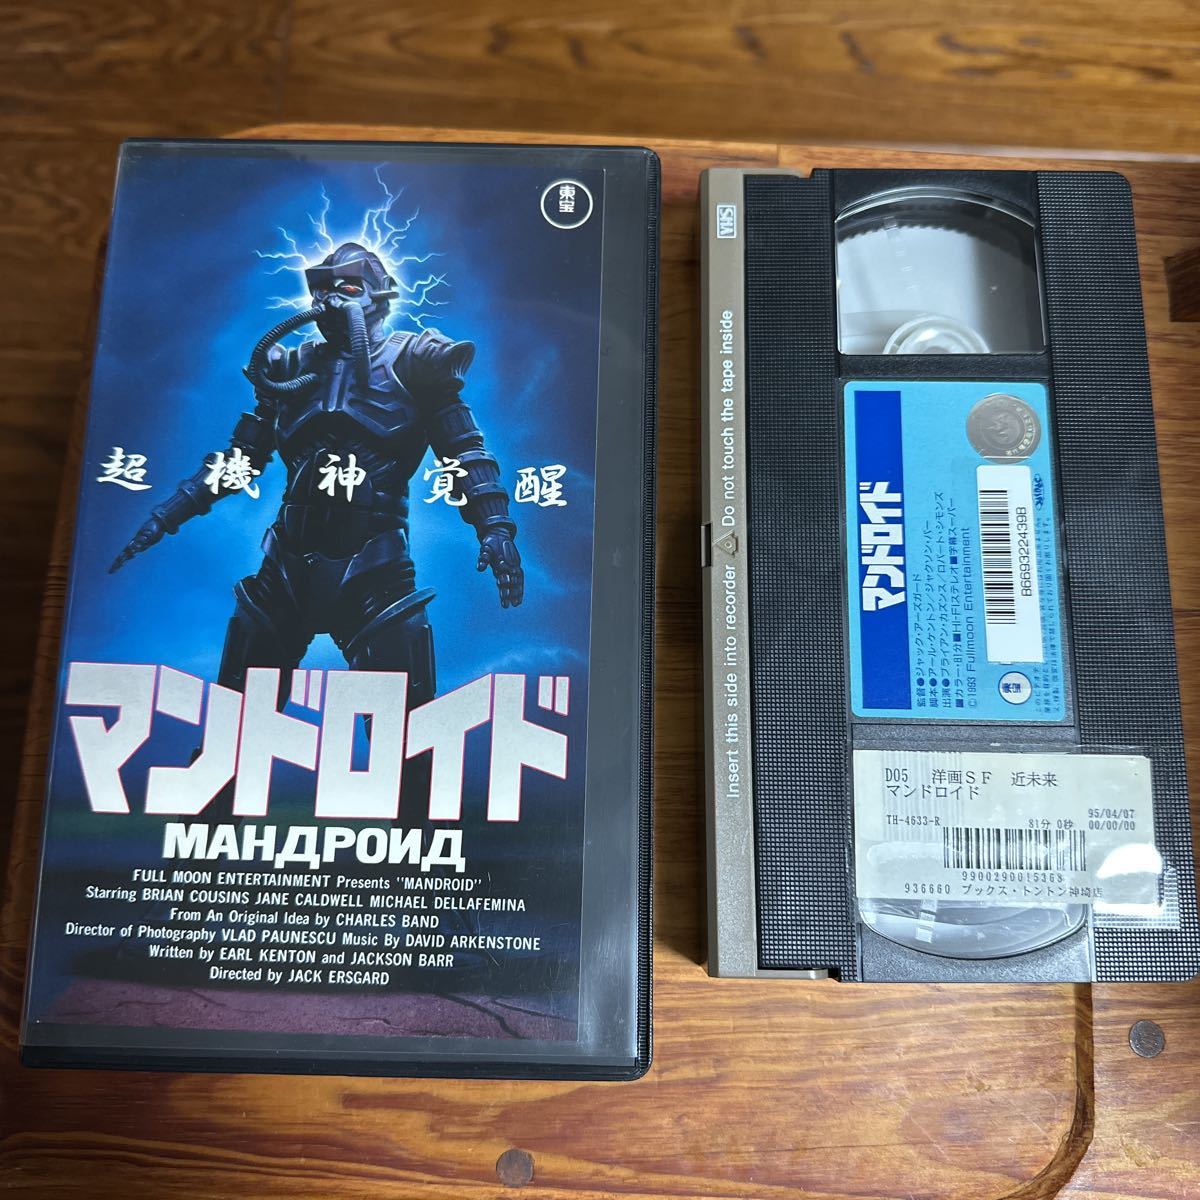 東宝
超機神覚醒
マンドロイド
MAHДPOИД
FULL MOON ENTERTAINMENT Presents "MANDROID"
Starring BRIAN COUSINS JANE CALDWELL MICHAEL DELLAFEMINA
From An Original Idea by CHARLES BAND
Director of Photography VLAD PAUNESCU Music By DAVID ARKENSTONE
Written by EARL KENTON and JACKSON BARR
Directed by JACK ERSGARD
VHS
Insert this side into recorder Do not touch the tape inside
マンドロイド
監督●ジャック・アーズガード
脚本●アール・ケントン/ジャクソン・バー
出演●ブライアン・カズンス/ロバート・シモンズ
■カラー・81分■HI-FIステレオ■字幕スーパー
©1993 Fullmoon Entertainment
B6693222439B
東宝
D05 洋画SF 近未来
マンドロイド
95/04/07
TH-4633-R 81分 0秒 00/00/00
9900290015368
936660 ブックス・トントン神埼店